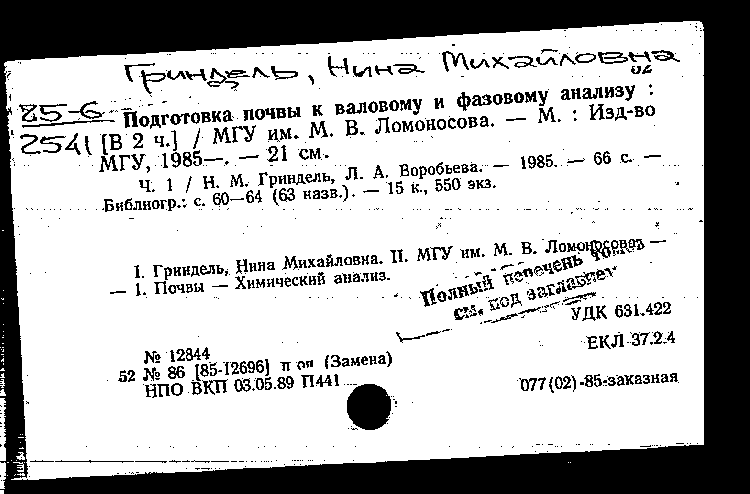 Гриндель, Нина Михайловна
85-6 Подготовка почвы к валовому и фазовому анализу :
2541 [В 2 ч.] / МГУ им. М. В. Ломоносова. — М. : Изд-во
МГУ, 1985—. — 21 см.
Ч. 1 / Н. М. Гриндель, Л. А. Воробьева. — 1985. — 66 с. —
Библиогр.: с. 60—64 (63 назв.). — 15 к., 550 экз.
I. Гриндель, Нина Михайловна. II. МГУ им. М. В. Ломоносова —
— 1. Почвы — Химический анализ.
Полный перечень томов
см. под заглавием
УДК 631.422
№ 12844
ЕКЛ 37.2.4
52 № 86 [85-12696] п (Замена)
НПО ВКП 03.05.89 П441
077(02)-85-заказная